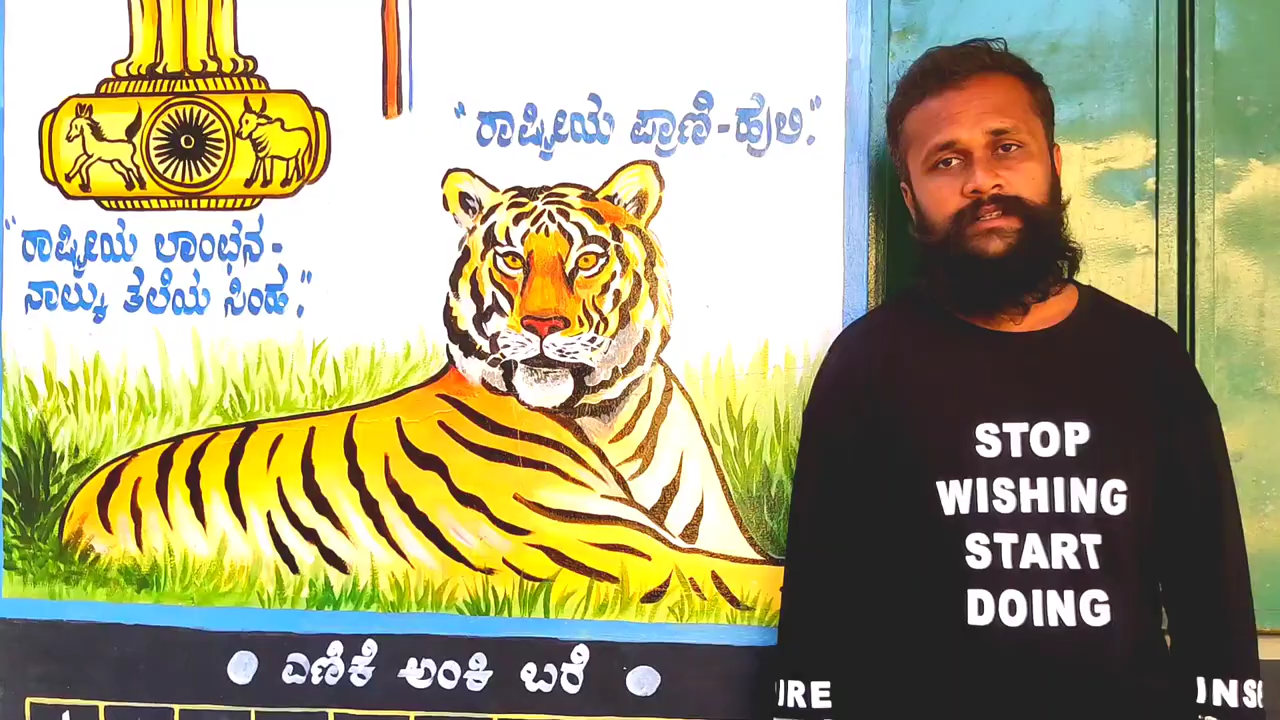 "ರಾಷ್ಟ್ರೀಯ ಲಾಂಛನ-
ನಾಲ್ಕು ತಲೆಯ ಸಿಂಹ."
"ರಾಷ್ಟ್ರೀಯ ಪ್ರಾಣಿ-ಹುಲಿ."
STOP
WISHING
START
DOING
ಎಣಿಕೆ ಅಂಕಿ ಬರೆ